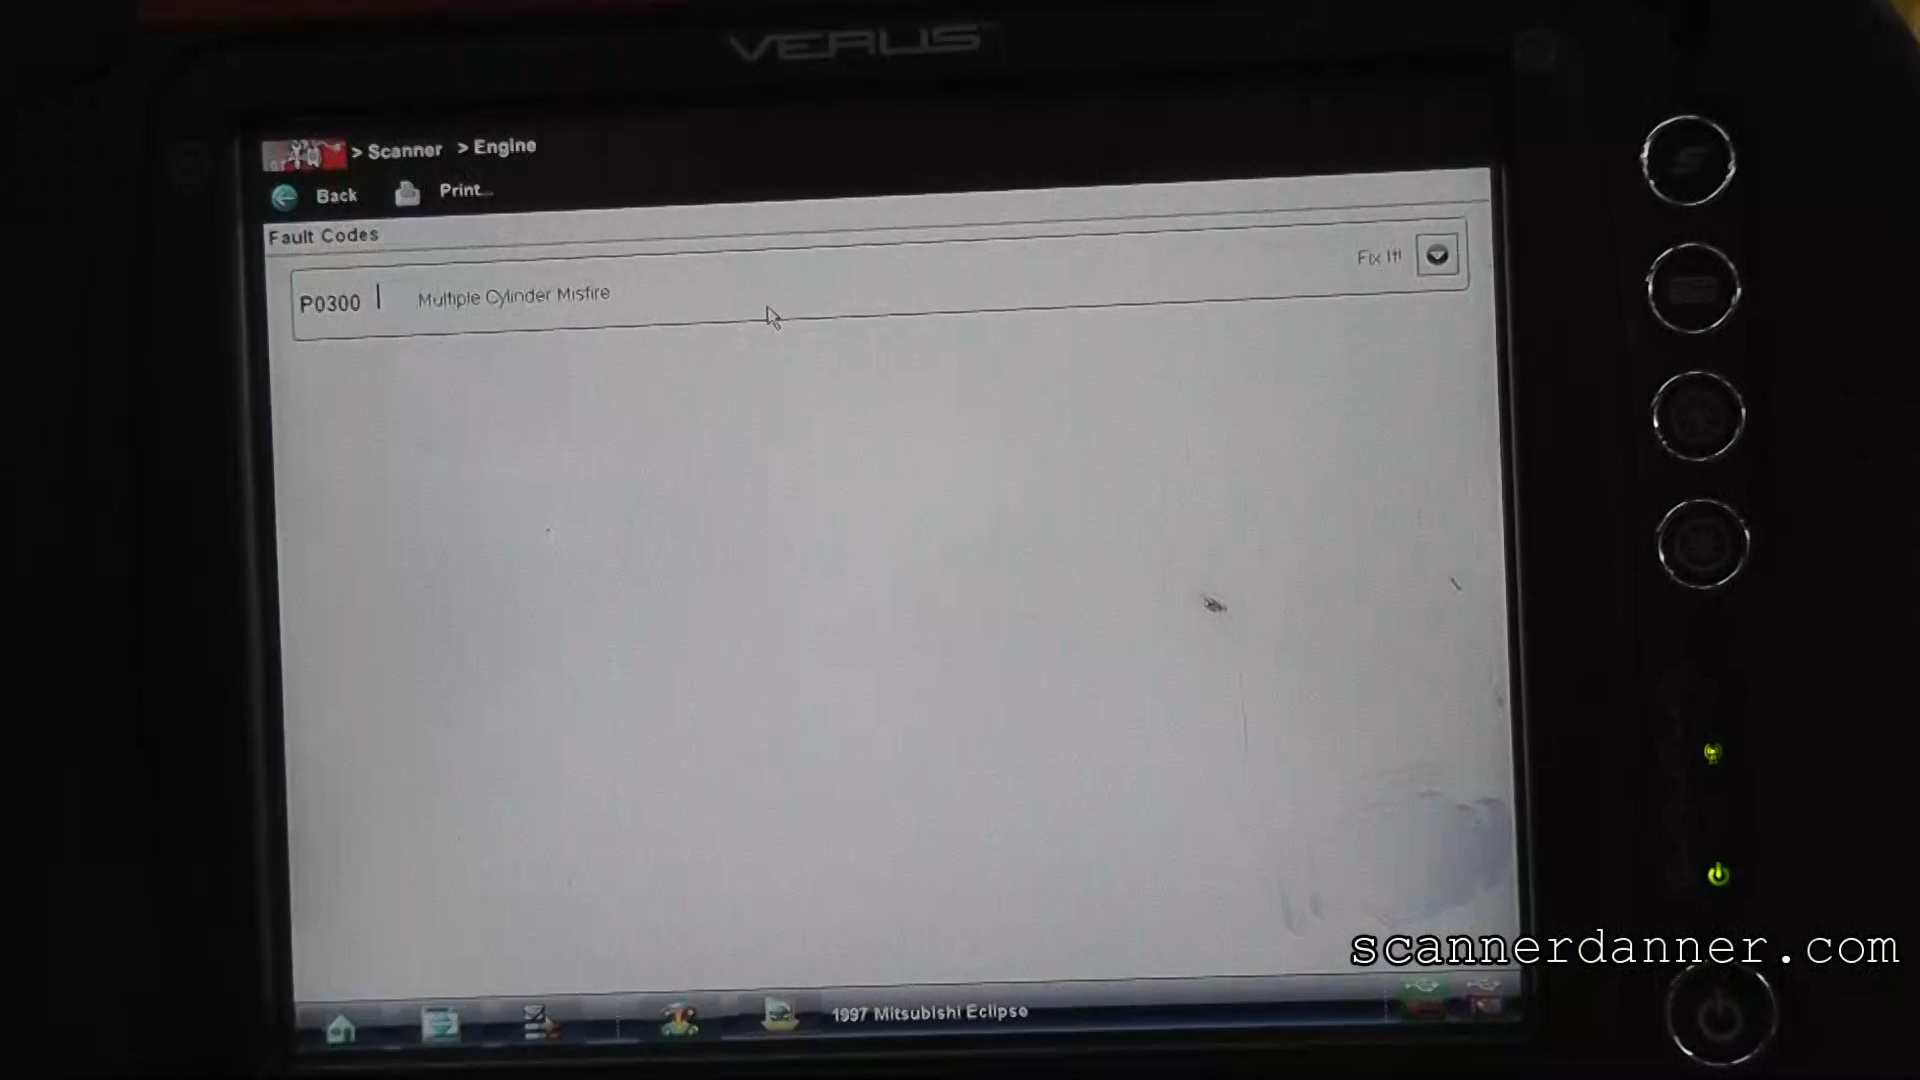 VERUS
> Scanner > Engine
Back Print...
Fault Codes
P0300 Multiple Cylinder Misfire Fix It!
scannerdanner.com
1997 Mitsubishi Eclipse